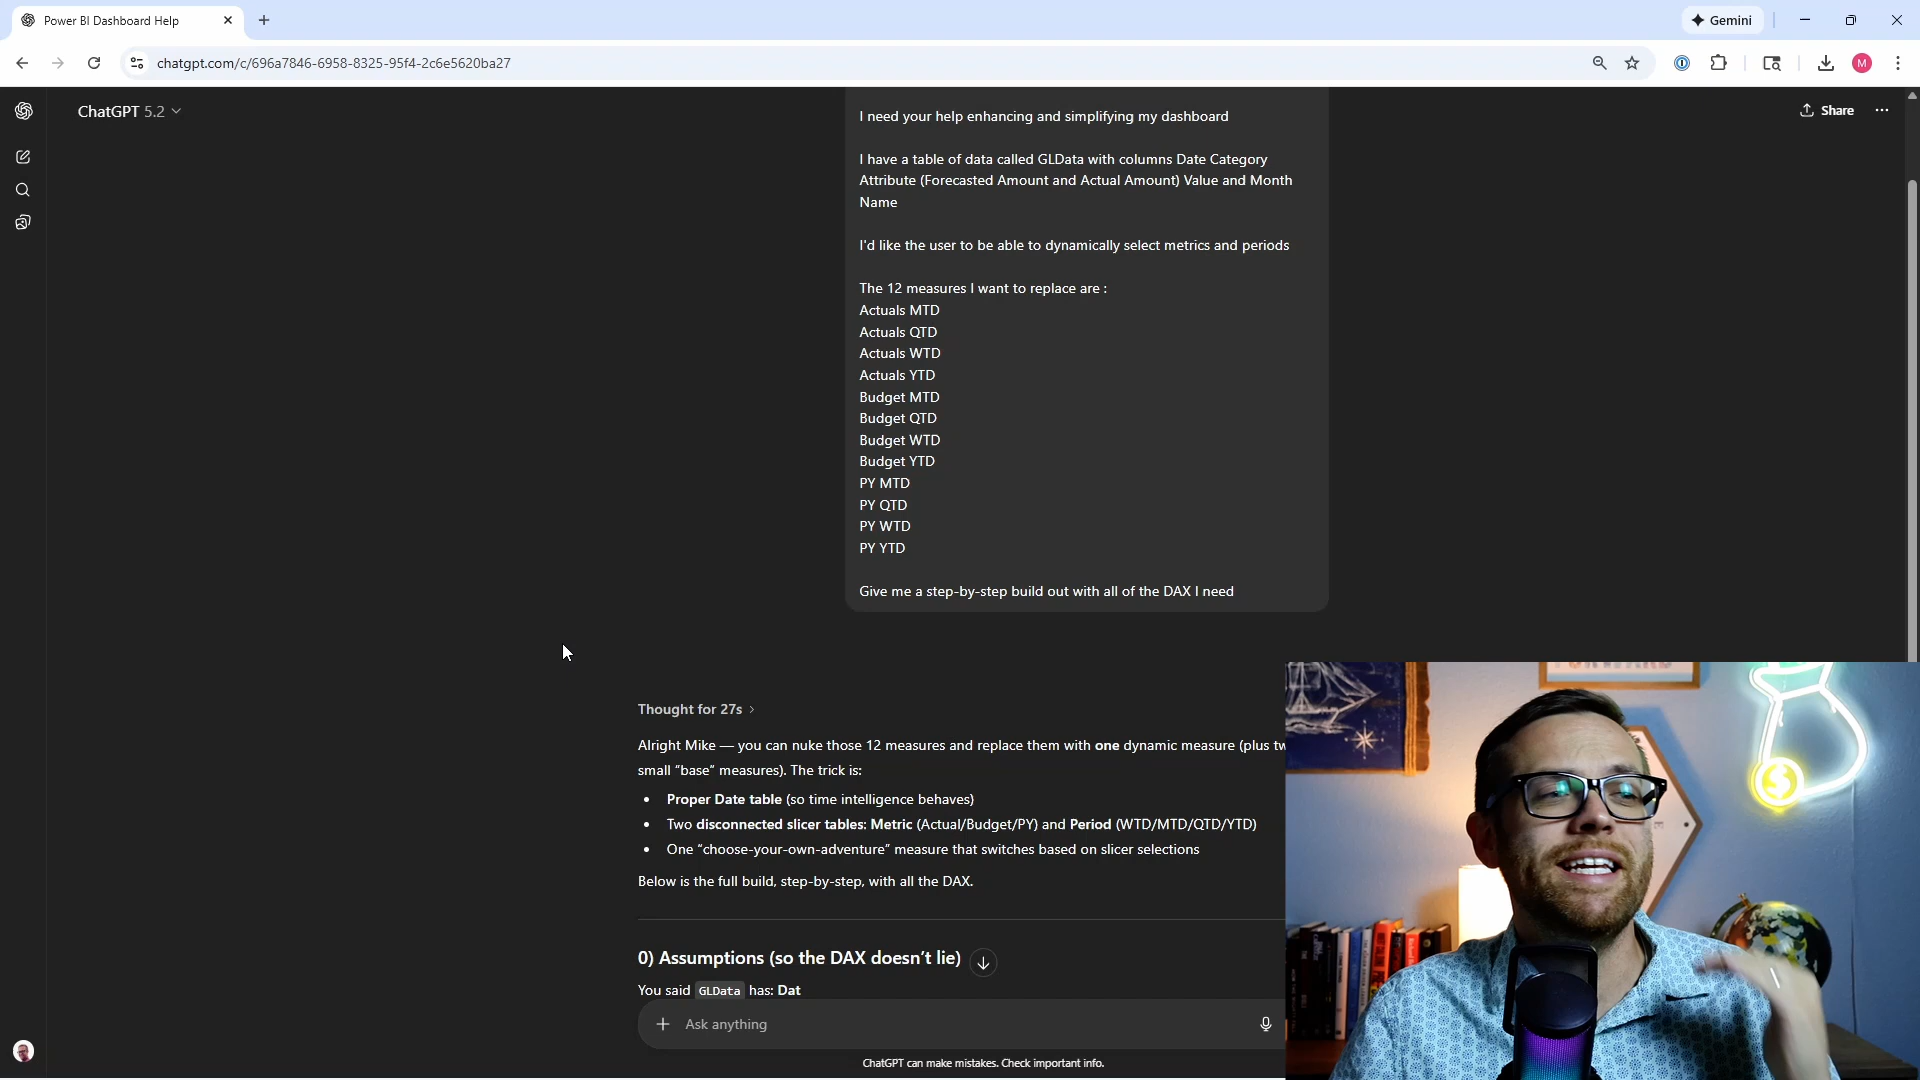 Power BI Dashboard Help
Gemini
chatgpt.com/c/696a7846-6958-8325-95f4-2c6e5620ba27
M
ChatGPT 5.2
Share
I need your help enhancing and simplifying my dashboard
I have a table of data called GLData with columns Date Category
Attribute (Forecasted Amount and Actual Amount) Value and Month
Name
I'd like the user to be able to dynamically select metrics and periods
The 12 measures I want to replace are :
Actuals MTD
Actuals QTD
Actuals WTD
Actuals YTD
Budget MTD
Budget QTD
Budget WTD
Budget YTD
PY MTD
PY QTD
PY WTD
PY YTD
Give me a step-by-step build out with all of the DAX I need
Thought for 27s
Alright Mike — you can nuke those 12 measures and replace them with one dynamic measure (plus tw
small "base" measures). The trick is:
• Proper Date table (so time intelligence behaves)
• Two disconnected slicer tables: Metric (Actual/Budget/PY) and Period (WTD/MTD/QTD/YTD)
• One "choose-your-own-adventure" measure that switches based on slicer selections
Below is the full build, step-by-step, with all the DAX.
0) Assumptions (so the DAX doesn't lie)
You said GLData has: Dat
Ask anything
ChatGPT can make mistakes. Check important info.
$